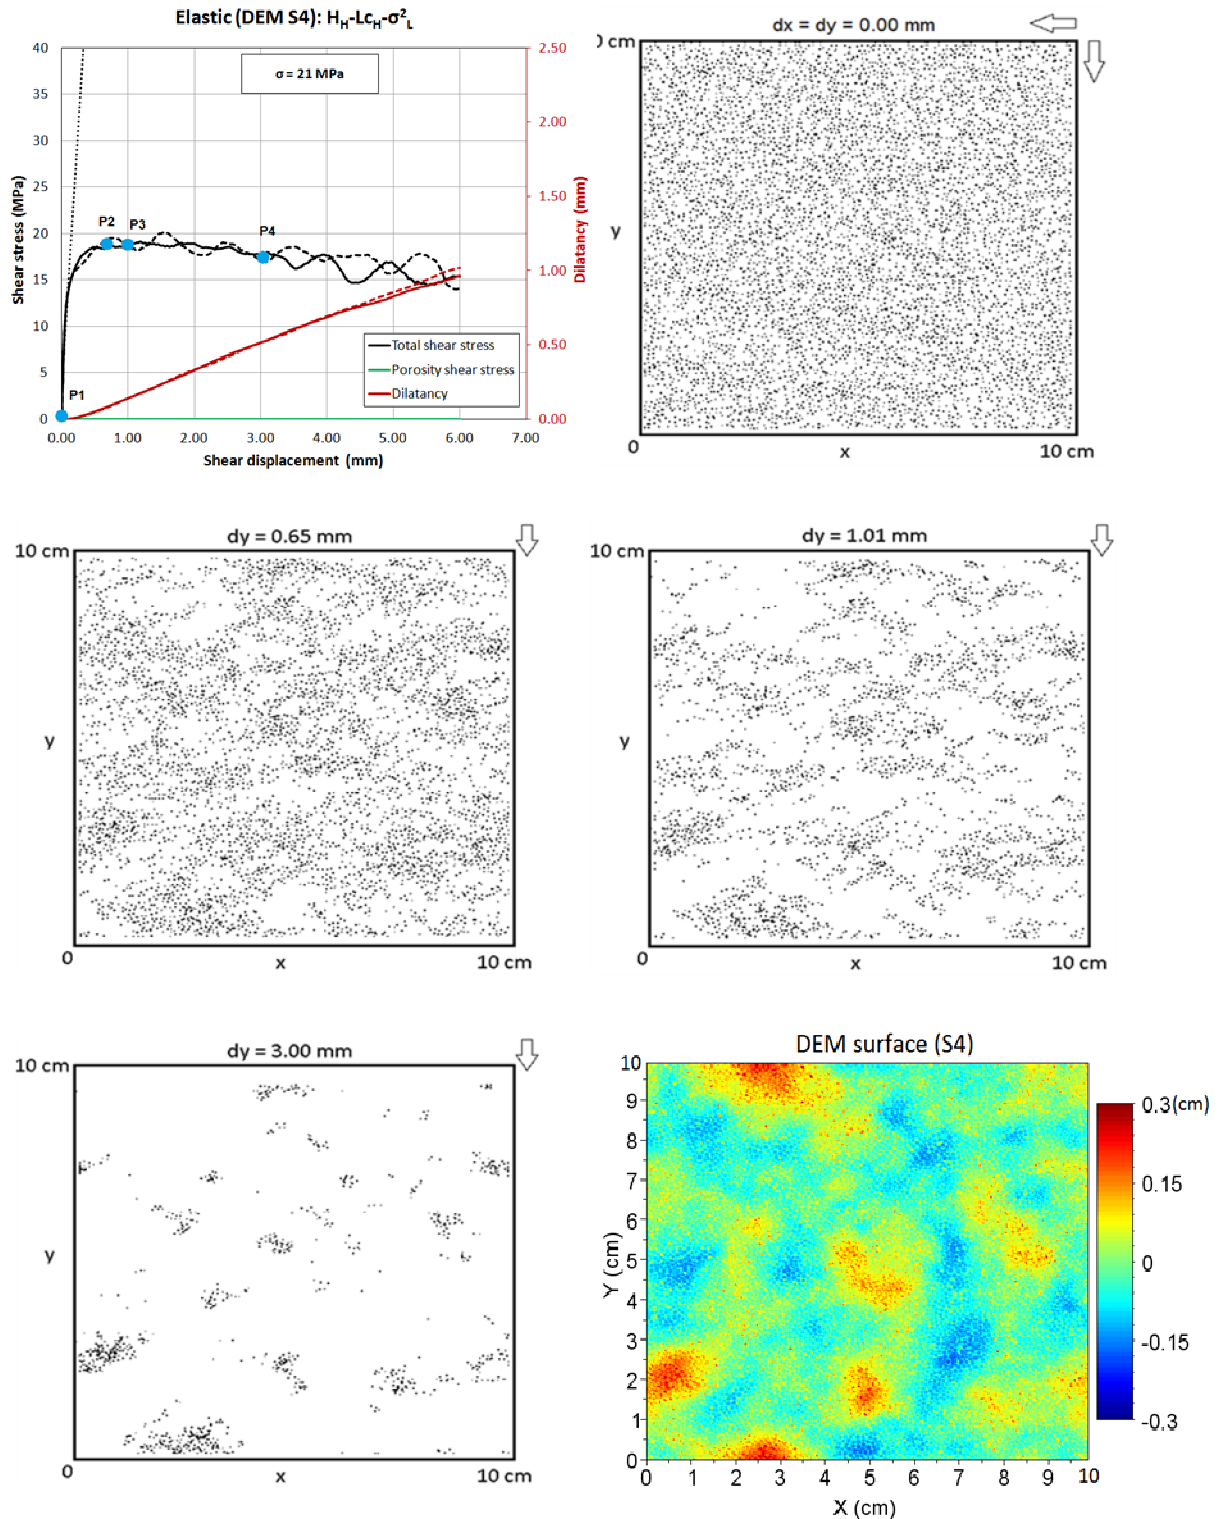 Elastic (DEM S4): H_H-Lc_H-σ²_L
σ = 21 MPa
Shear stress (MPa)
40
35
30
25
20
15
10
5
0
2.50
2.00
1.50
1.00
0.50
0.00
Dilatancy (mm)
P1
P2
P3
P4
Total shear stress
Porosity shear stress
Dilatancy
0.00 1.00 2.00 3.00 4.00 5.00 6.00 7.00
Shear displacement (mm)
dx = dy = 0.00 mm
0 cm
y
0 x 10 cm
dy = 0.65 mm
10 cm
y
0 x 10 cm
dy = 1.01 mm
10 cm
y
0 x 10 cm
dy = 3.00 mm
10 cm
y
0 x 10 cm
DEM surface (S4)
10
9
8
7
6
5
4
3
2
1
0
Y (cm)
0 1 2 3 4 5 6 7 8 9 10
X (cm)
0.3(cm)
0.15
0
-0.15
-0.3